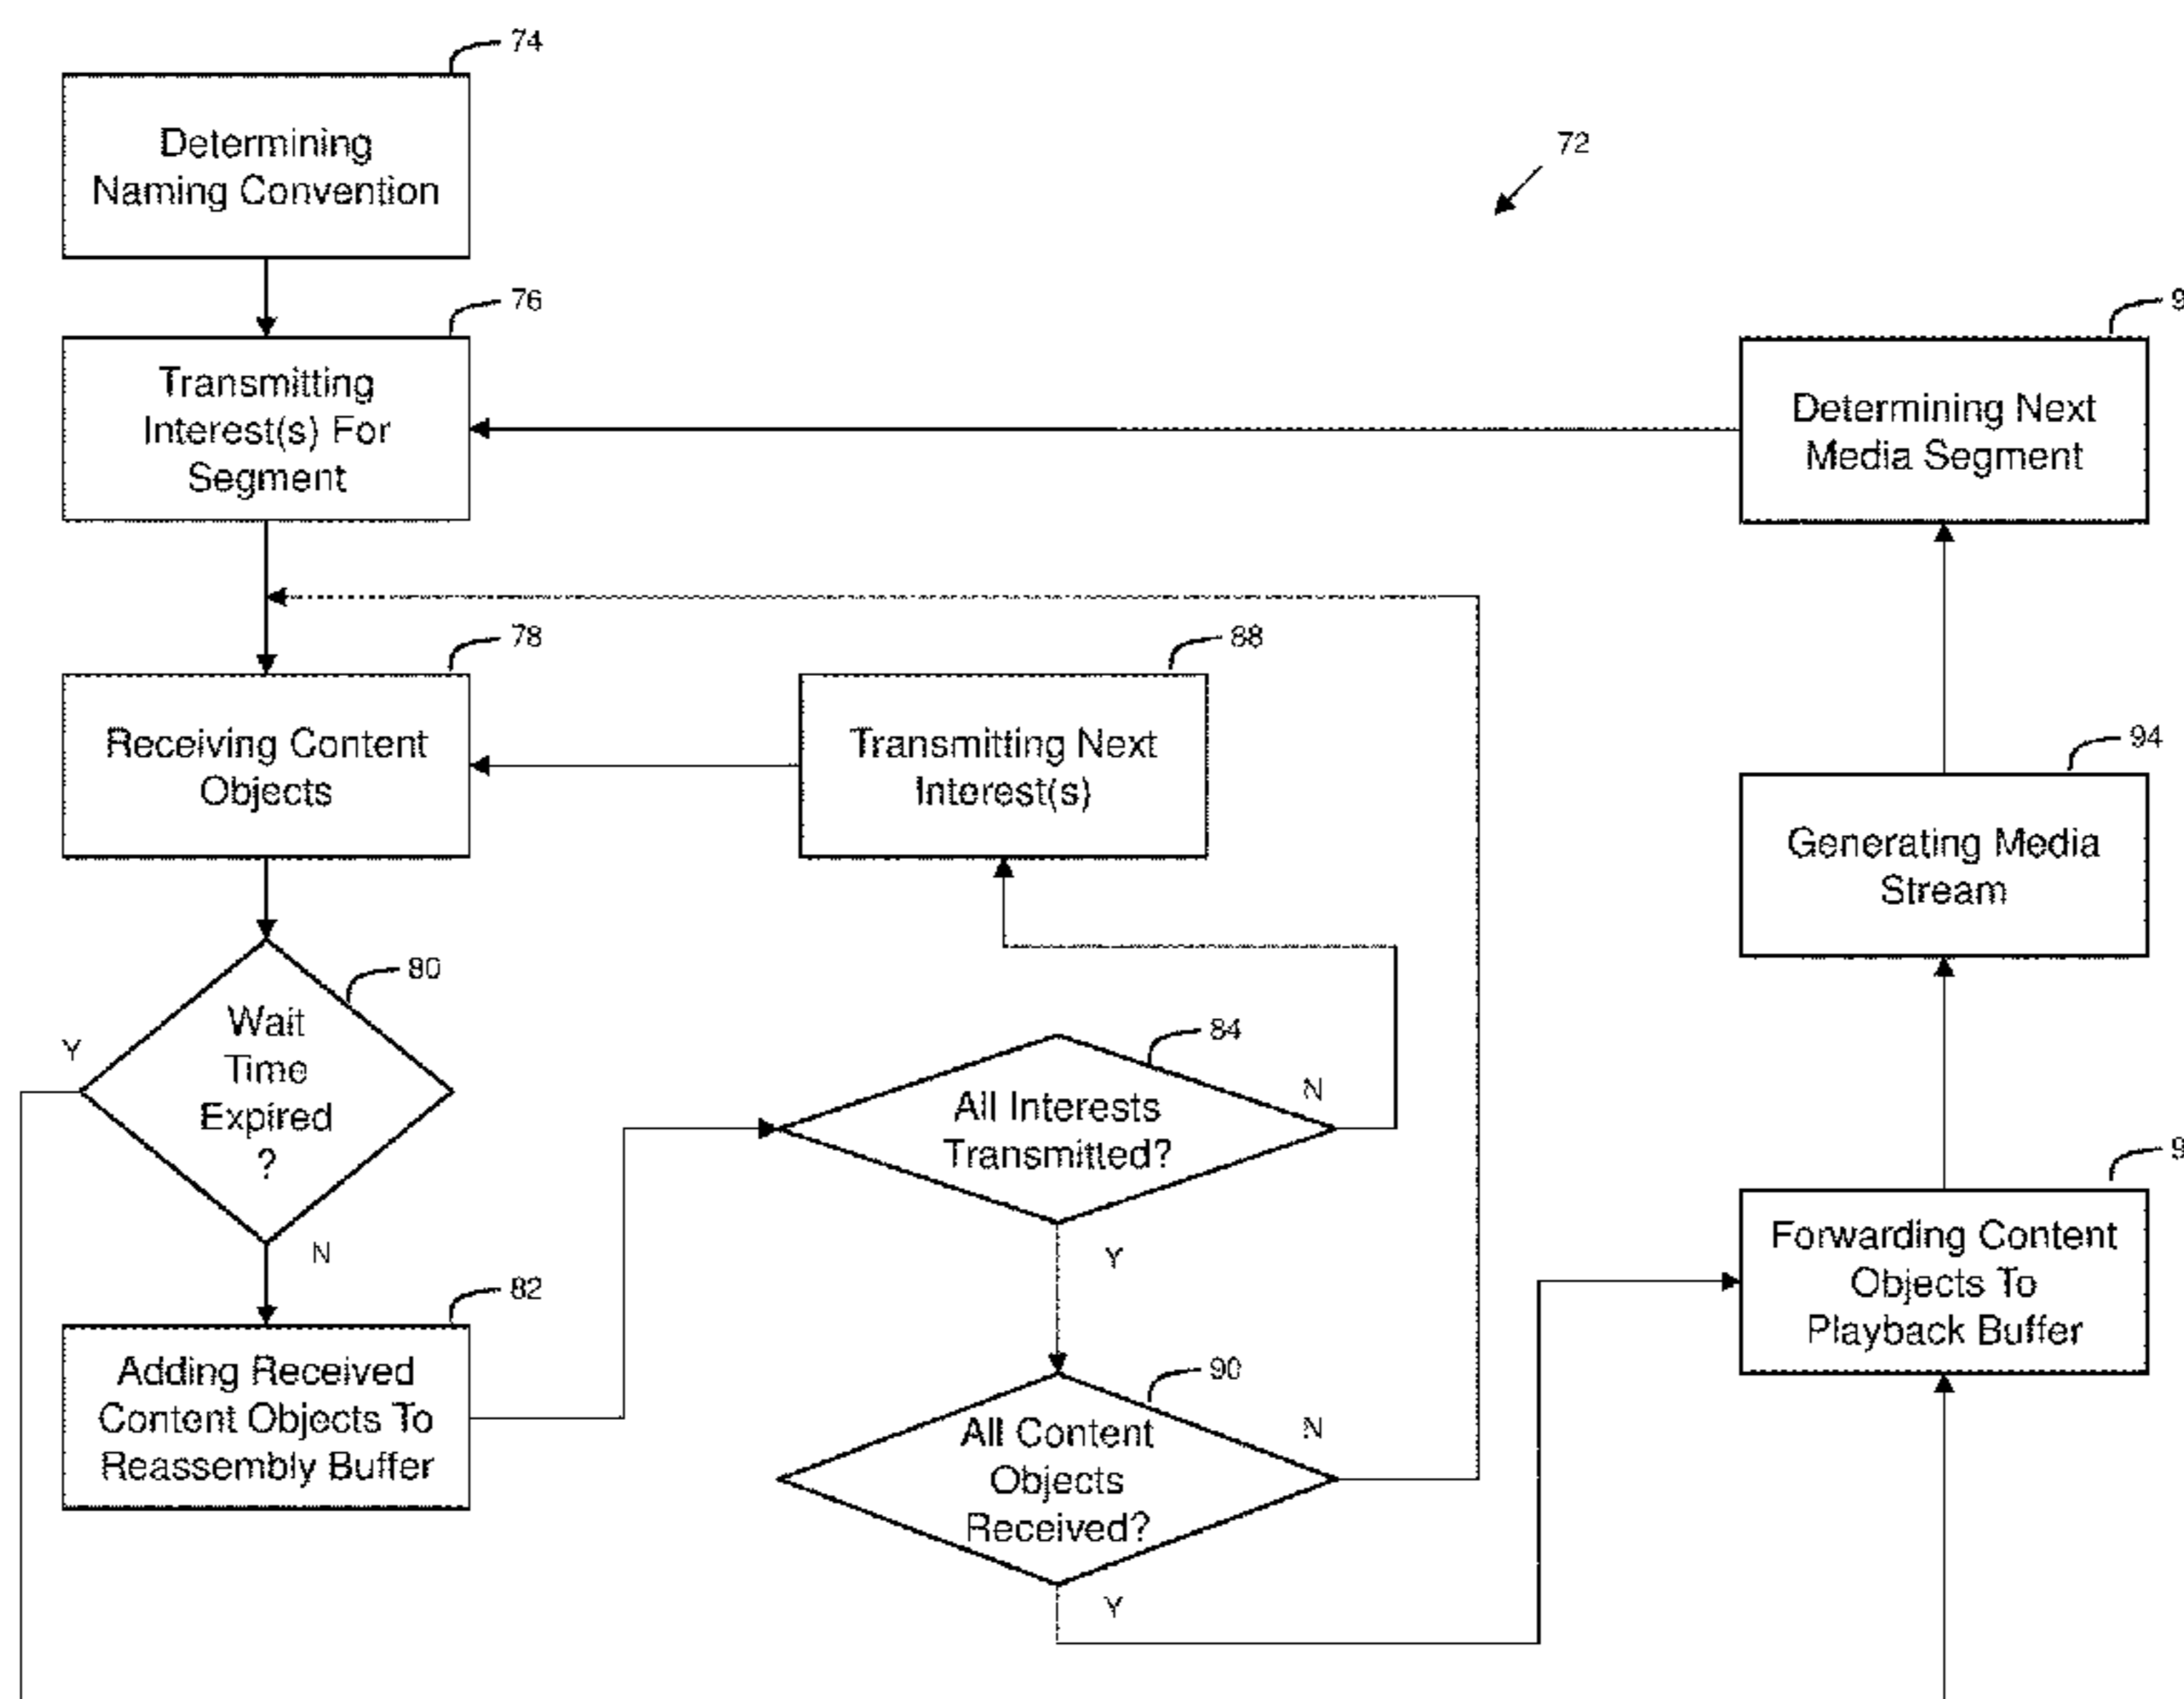 74
Determining
Naming Convention
72
76
Transmitting
Interest(s) For
Segment
9
Determining Next
Media Segment
78
Receiving Content
Objects
88
Transmitting Next
Interest(s)
94
Generating Media
Stream
80
Wait
Time
Expired
?
Y
N
84
All Interests
Transmitted?
N
Y
9
Forwarding Content
Objects To
Playback Buffer
82
Adding Received
Content Objects To
Reassembly Buffer
90
All Content
Objects
Received?
N
Y